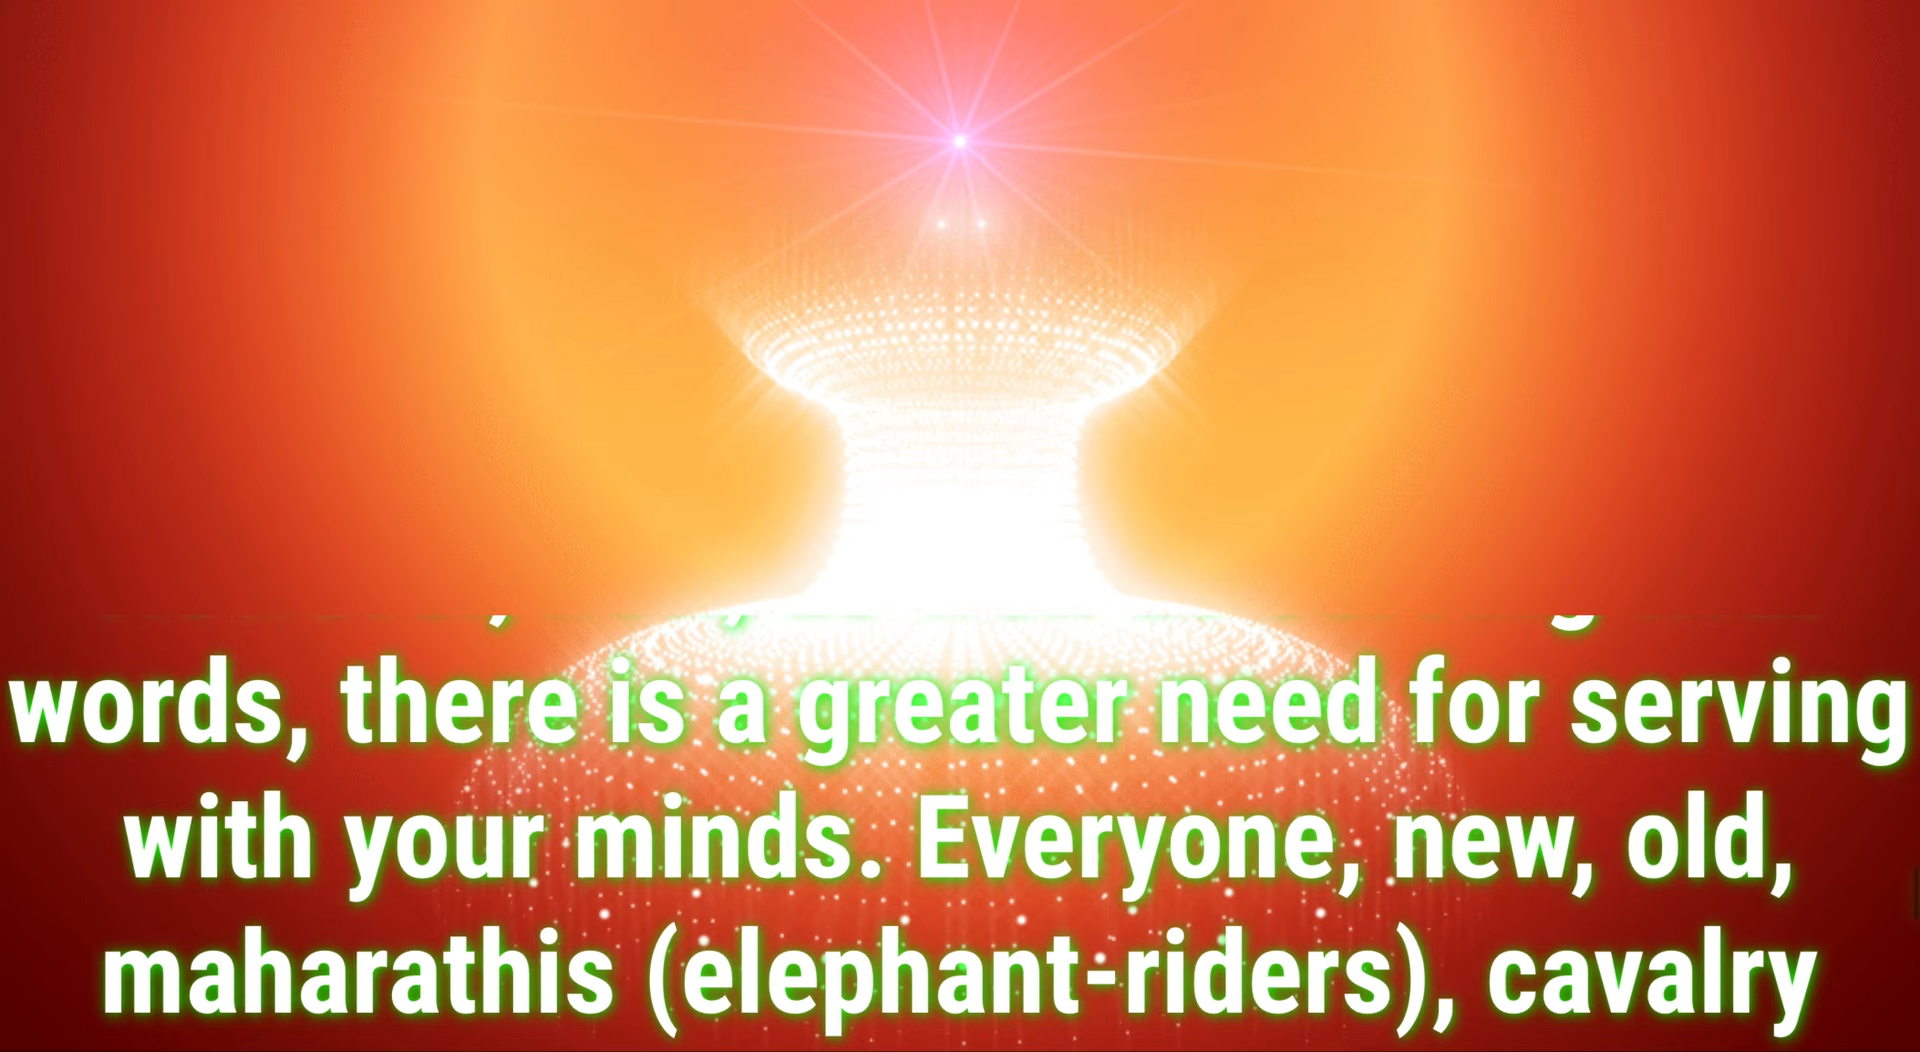 words, there is a greater need for serving
with your minds. Everyone, new, old,
maharathis (elephant-riders), cavalry